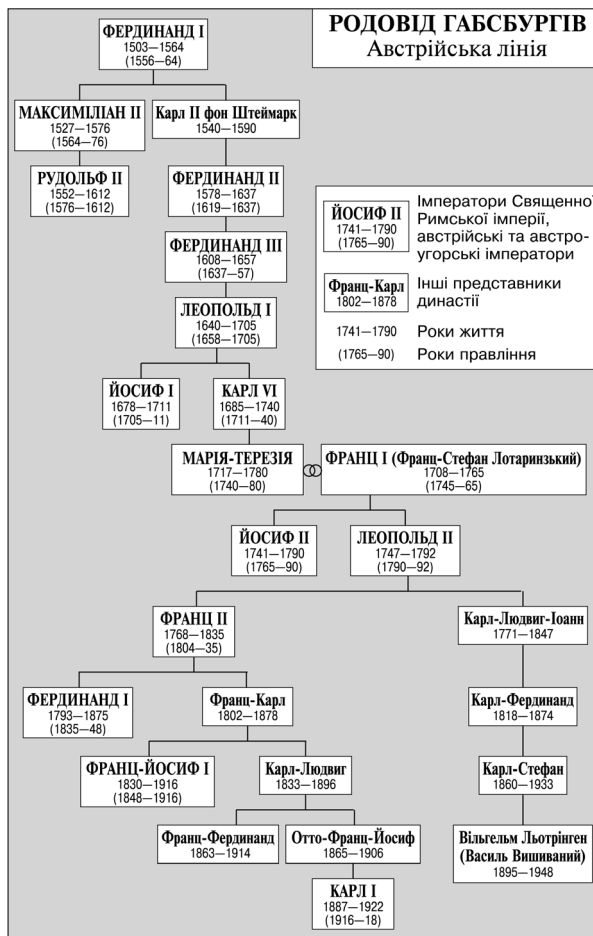 РОДОВІД ГАБСБУРГІВ
Австрійська лінія
ФЕРДИНАНД I
1503—1564
(1556—64)
МАКСИМІЛІАН II
1527—1576
(1564—76)
Карл II фон Штеймарк
1540—1590
РУДОЛЬФ II
1552—1612
(1576—1612)
ФЕРДИНАНД II
1578—1637
(1619—1637)
ФЕРДИНАНД III
1608—1657
(1637—57)
ЛЕОПОЛЬД I
1640—1705
(1658—1705)
ЙОСИФ II
1741—1790
(1765—90)
Імператори Священної
Римської імперії,
австрійські та австро-
угорські імператори
Франц-Карл
1802—1878
Інші представники
династії
1741—1790 Роки життя
(1765—90) Роки правління
ЙОСИФ I
1678—1711
(1705—11)
КАРЛ VI
1685—1740
(1711—40)
МАРІЯ-ТЕРЕЗІЯ
1717—1780
(1740—80)
ФРАНЦ I (Франц-Стефан Лотаринзький)
1708—1765
(1745—65)
ЙОСИФ II
1741—1790
(1765—90)
ЛЕОПОЛЬД II
1747—1792
(1790—92)
ФРАНЦ II
1768—1835
(1804—35)
Карл-Людвиг-Іоанн
1771—1847
ФЕРДИНАНД I
1793—1875
(1835—48)
Франц-Карл
1802—1878
Карл-Фердинанд
1818—1874
ФРАНЦ-ЙОСИФ I
1830—1916
(1848—1916)
Карл-Людвиг
1833—1896
Карл-Стефан
1860—1933
Франц-Фердинанд
1863—1914
Отто-Франц-Йосиф
1865—1906
Вільгельм Льотрінген
(Василь Вишиваний)
1895—1948
КАРЛ I
1887—1922
(1916—18)